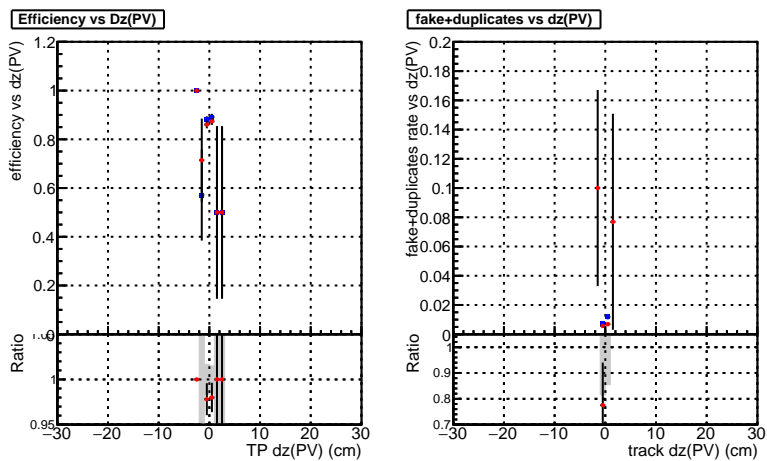 Efficiency vs Dz(PV)
efficiency vs dz(PV)
1.2
1
0.8
0.6
0.4
0.2
0
Ratio
1
0.95
−30 −20 −10 0 10 20 30
TP dz(PV) (cm)
fake+duplicates vs dz(PV)
fake+duplicates rate vs dz(PV)
0.2
0.18
0.16
0.14
0.12
0.1
0.08
0.06
0.04
0.02
0
Ratio
1
0.9
0.8
0.7
−30 −20 −10 0 10 20 30
track dz(PV) (cm)